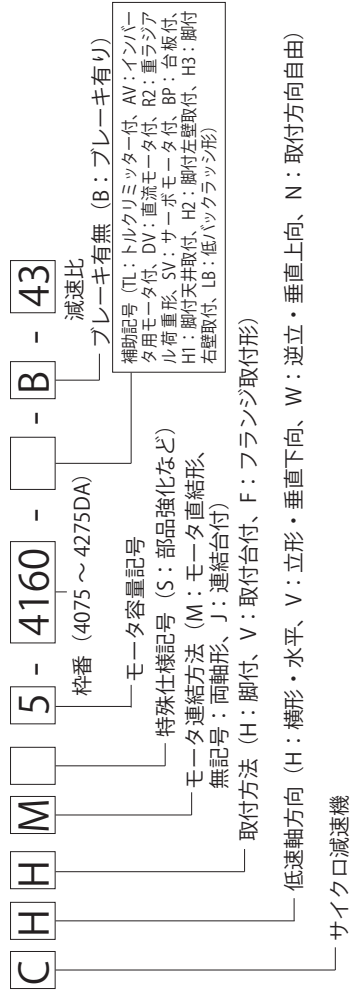 C H H M 5 - 4160 - - B - 43
減速比
ブレーキ有無（B：ブレーキ有り）
補助記号（TL：トルクリミッター付、AV：インバー
タ用モータ付、DV：直流モータ付、R2：重ラジア
ル荷重形、SV：サーボモータ付、BP：台板付、
H1：脚付天井取付、H2：脚付左壁取付、H3：脚付
右壁取付、LB：低バックラッシ形）
枠番（4075 ～ 4275DA）
モータ容量記号
特殊仕様記号（S：部品強化など）
モータ連結方法（M：モータ直結形、
無記号：両軸形、J：連結台付）
取付方法（H：脚付、V：取付台付、F：フランジ取付形）
低速軸方向（H：横形・水平、V：立形・垂直下向、W：逆立・垂直上向、N：取付方向自由）
サイクロ減速機